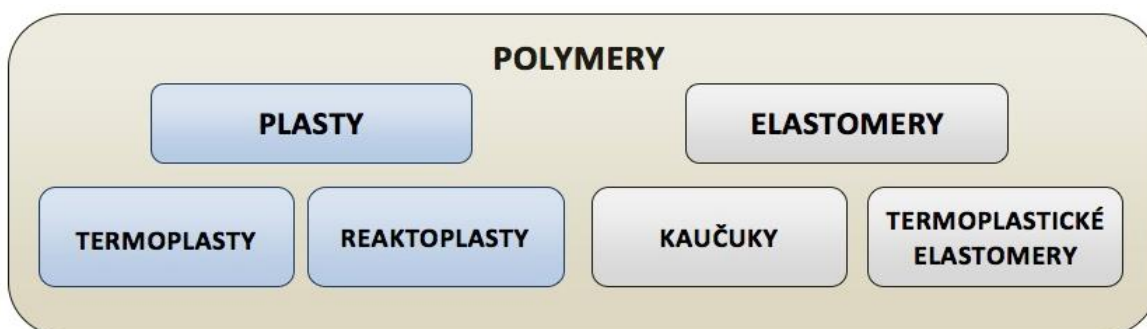 POLYMERY
PLASTY
ELASTOMERY
TERMOPLASTY
REAKTOPLASTY
KAUČUKY
TERMOPLASTICKÉ
ELASTOMERY